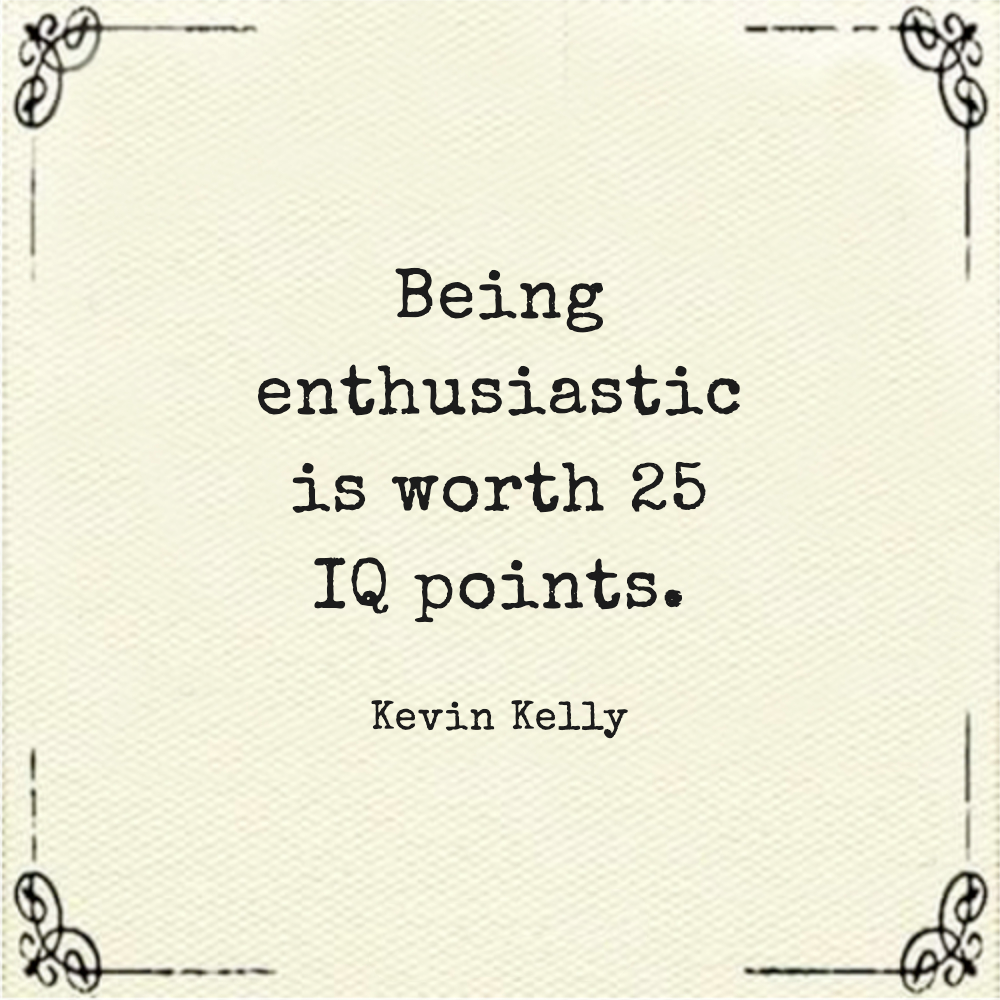 Being
enthusiastic
is worth 25
IQ points.
Kevin Kelly